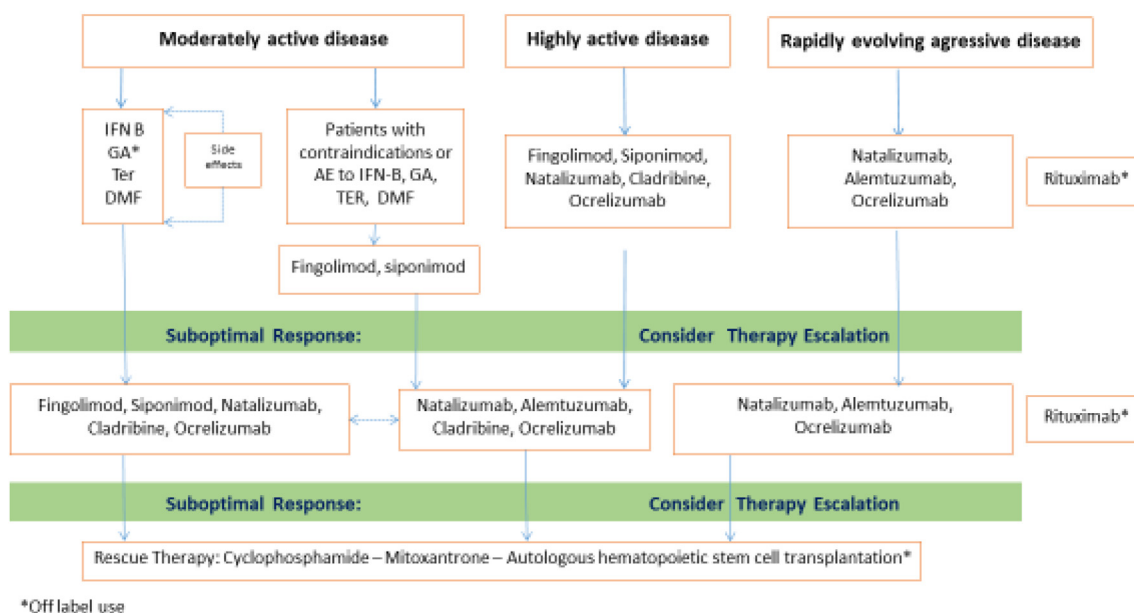 Moderately active disease
Highly active disease
Rapidly evolving agressive disease
IFN B
GA*
Ter
DMF
Side
effects
Patients with
contraindications or
AE to IFN-B, GA,
TER, DMF
Fingolimod, siponimod
Fingolimod, Siponimod,
Natalizumab, Cladribine,
Ocrelizumab
Natalizumab,
Alemtuzumab,
Ocrelizumab
Rituximab*
Suboptimal Response: Consider Therapy Escalation
Fingolimod, Siponimod, Natalizumab,
Cladribine, Ocrelizumab
Natalizumab, Alemtuzumab,
Cladribine, Ocrelizumab
Natalizumab, Alemtuzumab,
Ocrelizumab
Rituximab*
Suboptimal Response: Consider Therapy Escalation
Rescue Therapy: Cyclophosphamide – Mitoxantrone – Autologous hematopoietic stem cell transplantation*
*Off label use